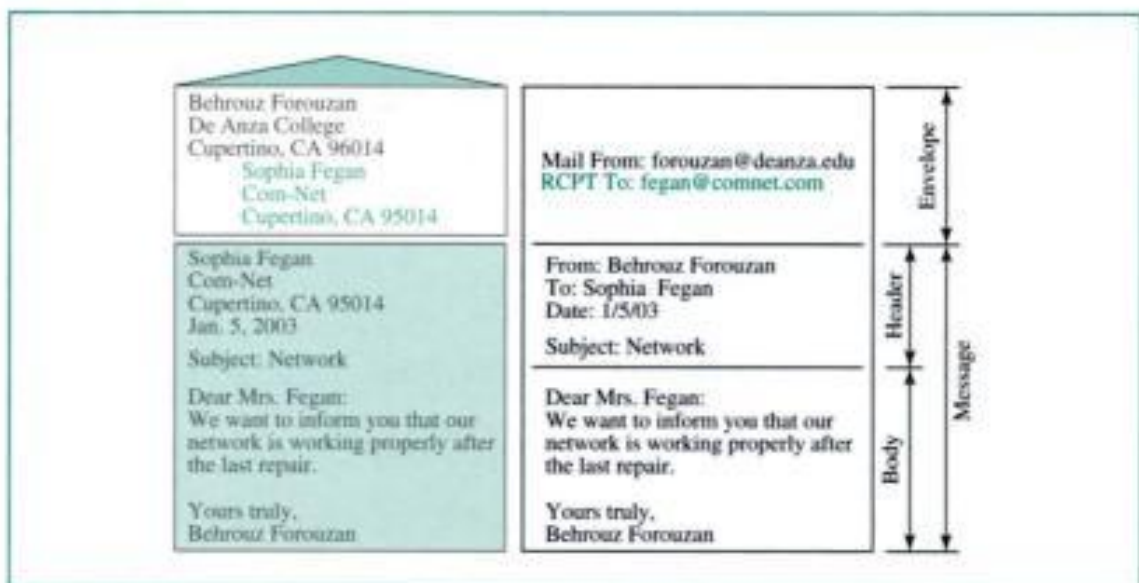 Behrouz Forouzan
De Anza College
Cupertino, CA 96014
Sophia Fegan
Com-Net
Cupertino, CA 95014
Sophia Fegan
Com-Net
Cupertino, CA 95014
Jan. 5, 2003
Subject: Network
Dear Mrs. Fegan:
We want to inform you that our
network is working properly after
the last repair.
Yours truly,
Behrouz Forouzan
Mail From: forouzan@deanza.edu
RCPT To: fegan@comnet.com
From: Behrouz Forouzan
To: Sophia Fegan
Date: 1/5/03
Subject: Network
Dear Mrs. Fegan:
We want to inform you that our
network is working properly after
the last repair.
Yours truly,
Behrouz Forouzan
Envelope
Header
Body
Message